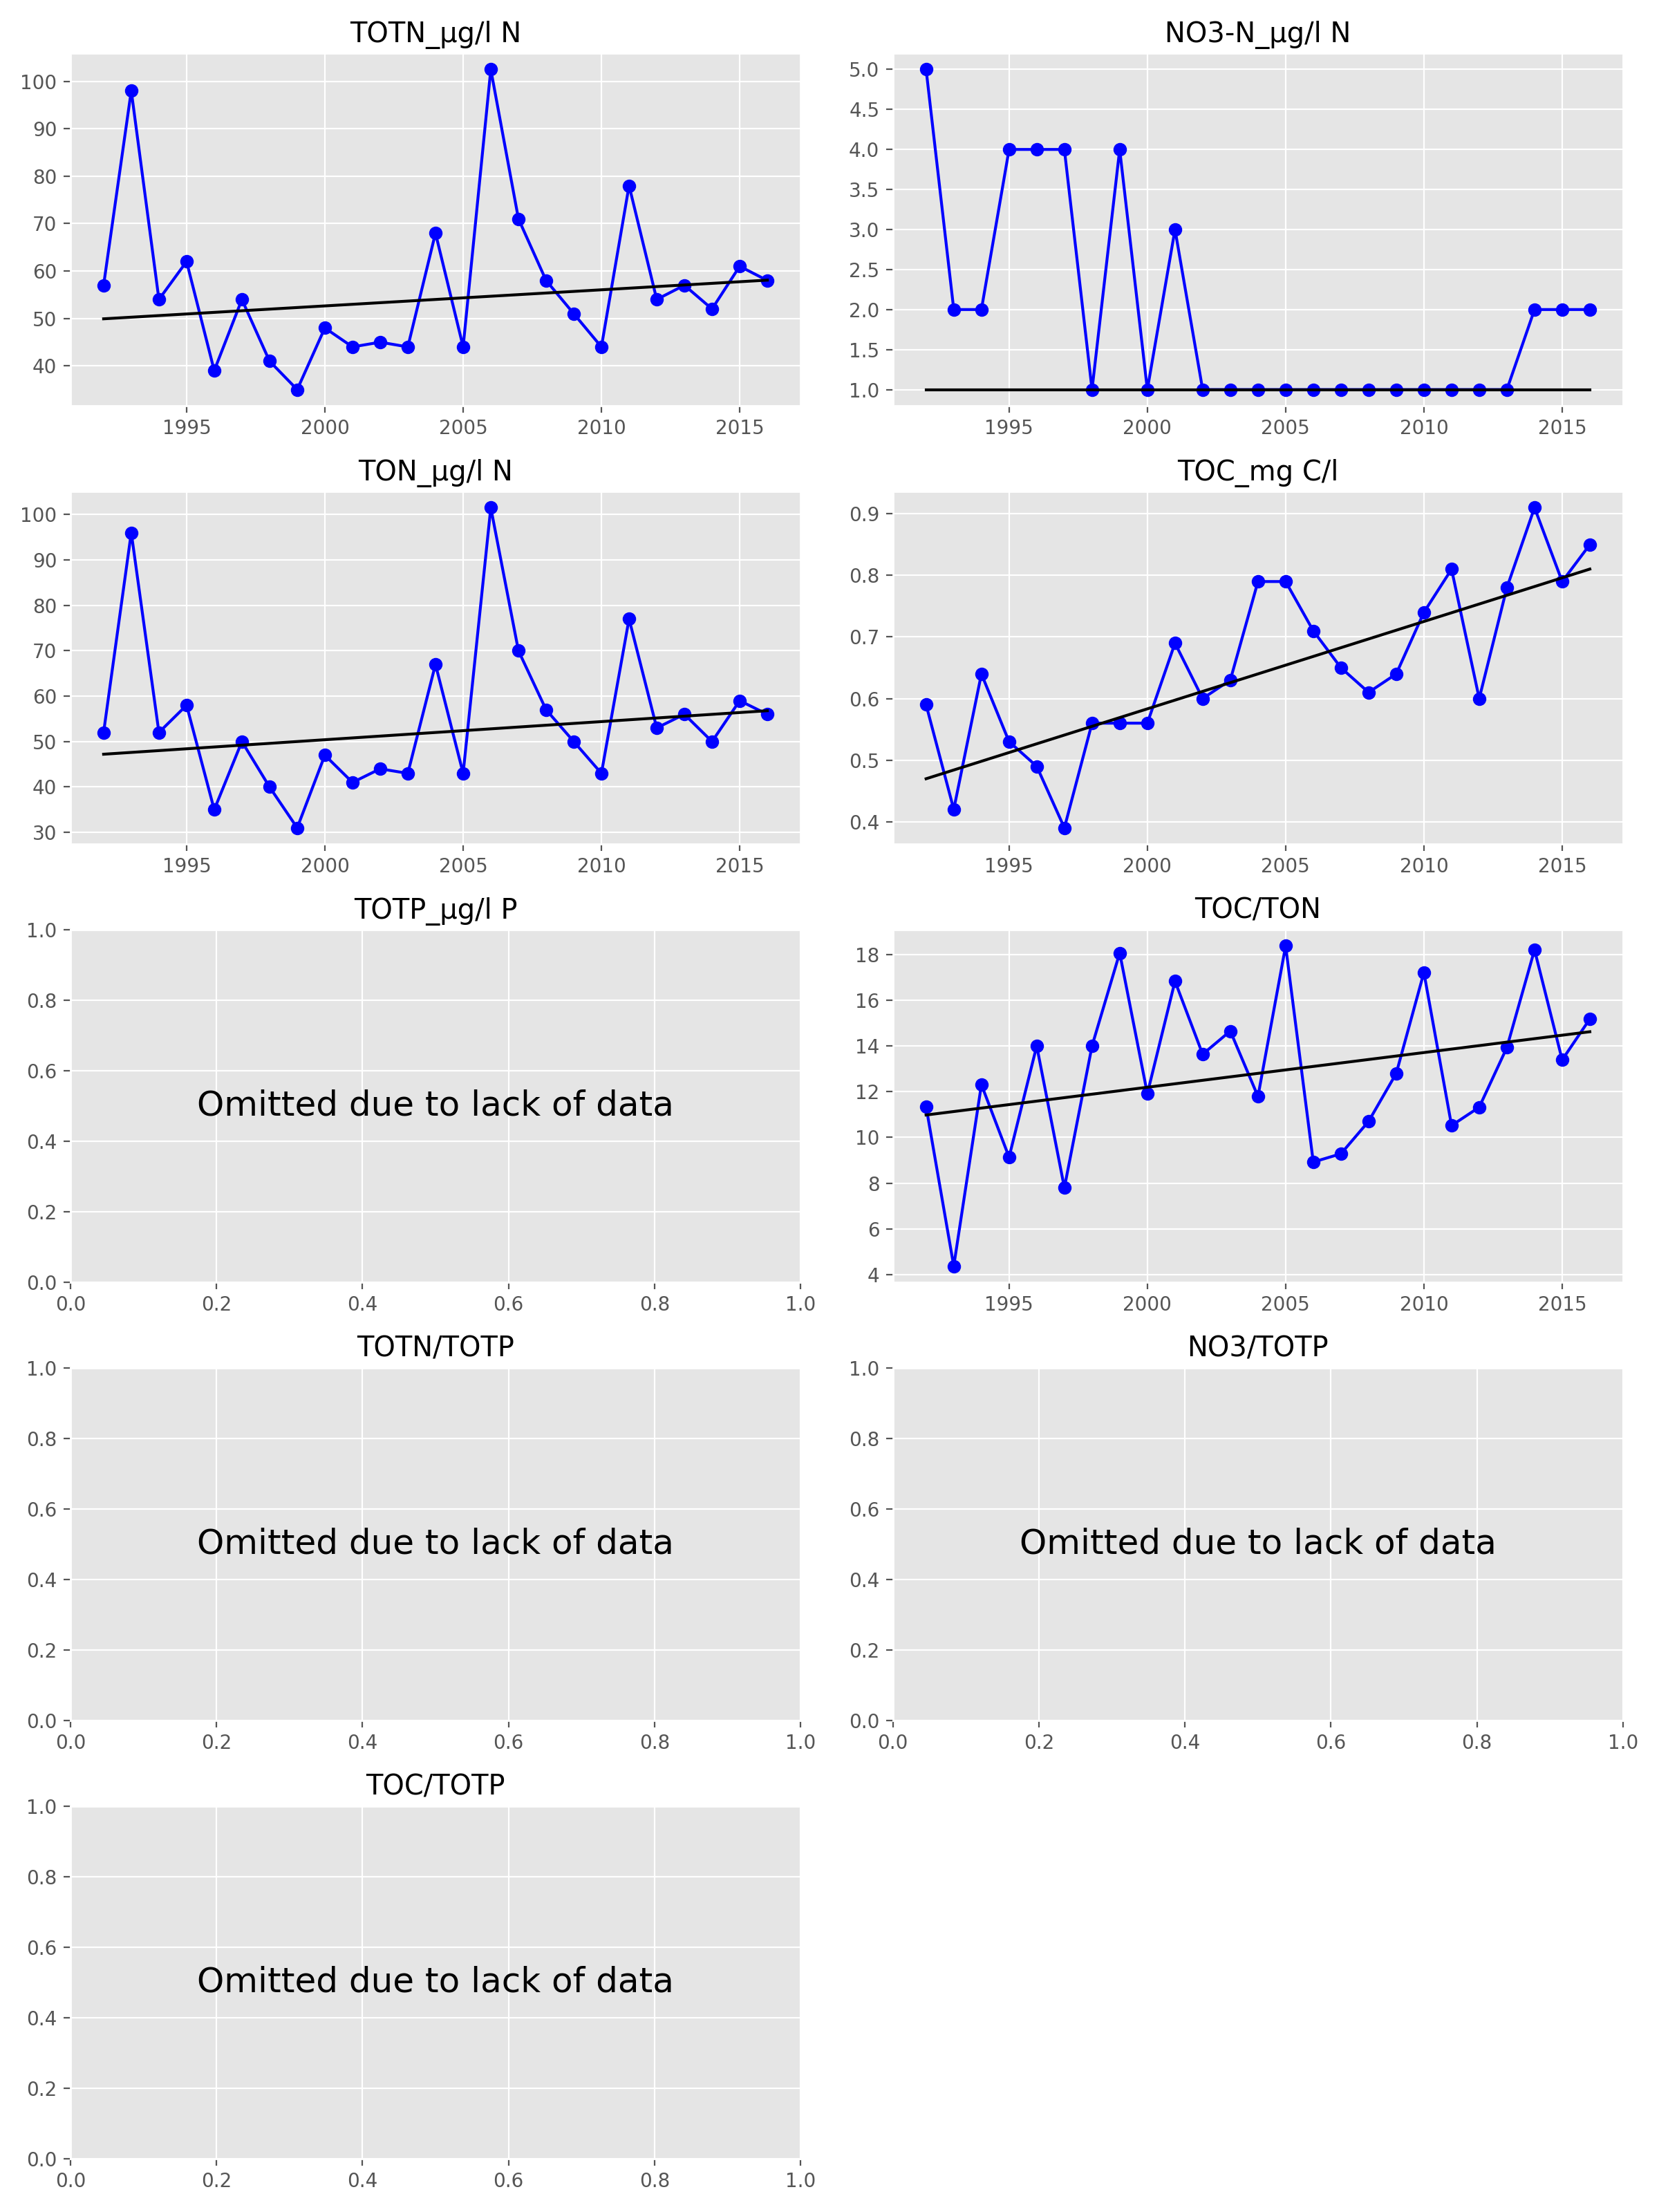 TOTN_µg/l N
100
90
80
70
60
50
40
1995 2000 2005 2010 2015
NO3-N_µg/l N
5.0
4.5
4.0
3.5
3.0
2.5
2.0
1.5
1.0
1995 2000 2005 2010 2015
TON_µg/l N
100
90
80
70
60
50
40
30
1995 2000 2005 2010 2015
TOC_mg C/l
0.9
0.8
0.7
0.6
0.5
0.4
1995 2000 2005 2010 2015
TOTP_µg/l P
1.0
0.8
0.6
Omitted due to lack of data
0.4
0.2
0.0
0.0 0.2 0.4 0.6 0.8 1.0
TOC/TON
18
16
14
12
10
8
6
4
1995 2000 2005 2010 2015
TOTN/TOTP
1.0
0.8
0.6
Omitted due to lack of data
0.4
0.2
0.0
0.0 0.2 0.4 0.6 0.8 1.0
NO3/TOTP
1.0
0.8
0.6
Omitted due to lack of data
0.4
0.2
0.0
0.0 0.2 0.4 0.6 0.8 1.0
TOC/TOTP
1.0
0.8
0.6
Omitted due to lack of data
0.4
0.2
0.0
0.0 0.2 0.4 0.6 0.8 1.0